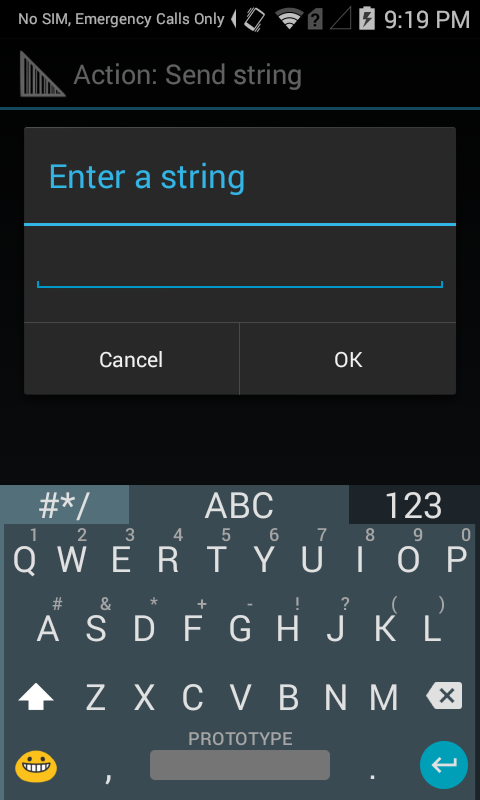 No SIM, Emergency Calls Only 9:19 PM
Action: Send string
Enter a string
Cancel OK
#*/ ABC 123
1 2 3 4 5 6 7 8 9 0
Q W E R T Y U I O P
# & * + - ! ? ( )
A S D F G H J K L
Z X C V B N M
PROTOTYPE
, .